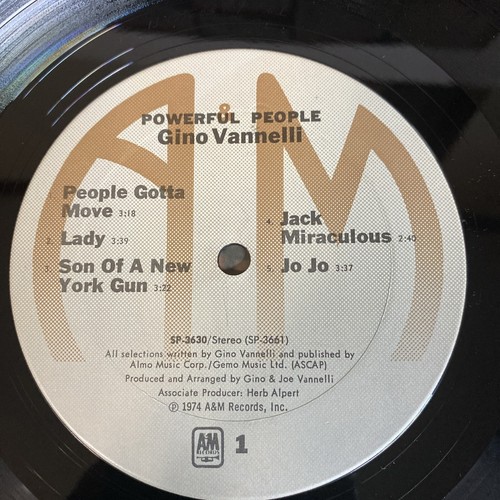 A&M
POWERFUL PEOPLE
Gino Vannelli
1. People Gotta
Move 3:18
2. Lady 3:39
3. Son Of A New
York Gun 3:22
4. Jack
Miraculous 2:40
5. Jo Jo 3:37
SP-3630/Stereo (SP-3661)
All selections written by Gino Vannelli and published by
Almo Music Corp./Gemo Music Ltd. (ASCAP)
Produced and Arranged by Gino & Joe Vannelli
Associate Producer: Herb Alpert
℗ 1974 A&M Records, Inc.
A&M
RECORDS
1